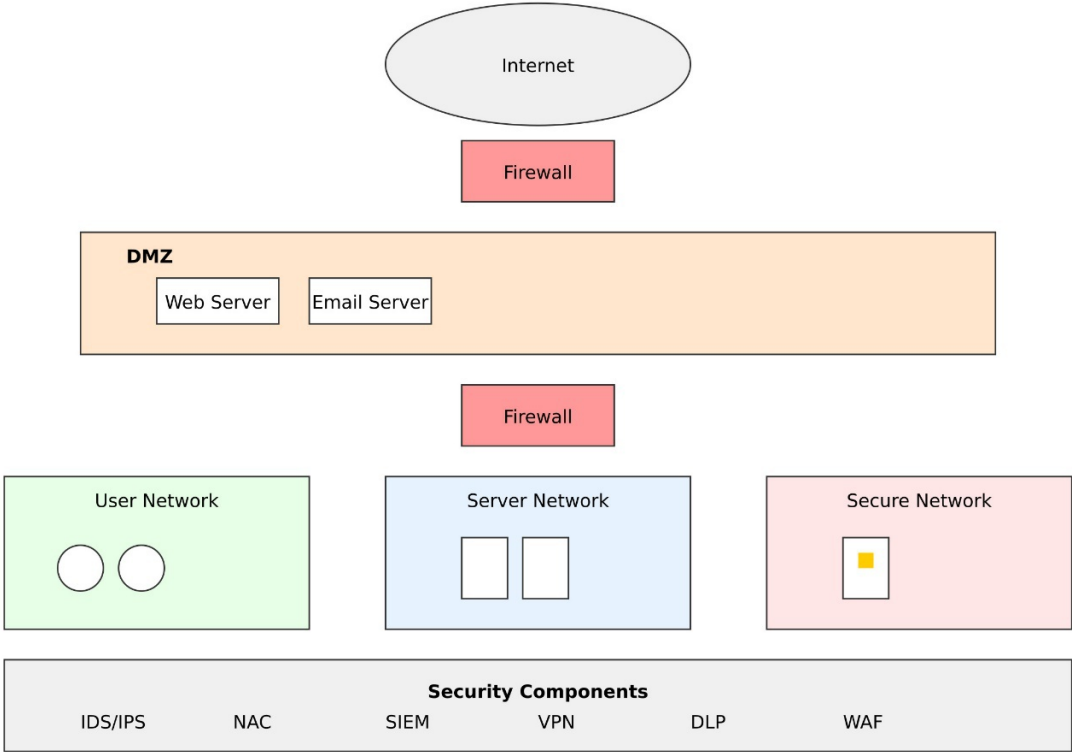 Internet
Firewall
DMZ
Web Server
Email Server
Firewall
User Network
Server Network
Secure Network
Security Components
IDS/IPS
NAC
SIEM
VPN
DLP
WAF